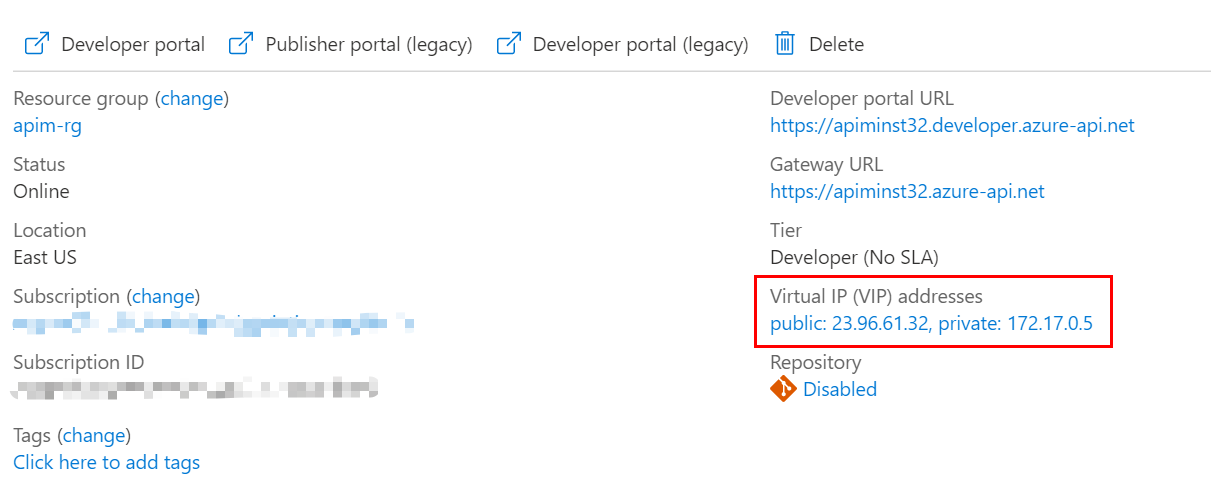 Developer portal Publisher portal (legacy) Developer portal (legacy) Delete
Resource group (change)
apim-rg
Status
Online
Location
East US
Subscription (change)
Subscription ID
Tags (change)
Click here to add tags
Developer portal URL
https://apiminst32.developer.azure-api.net
Gateway URL
https://apiminst32.azure-api.net
Tier
Developer (No SLA)
Virtual IP (VIP) addresses
public: 23.96.61.32, private: 172.17.0.5
Repository
Disabled